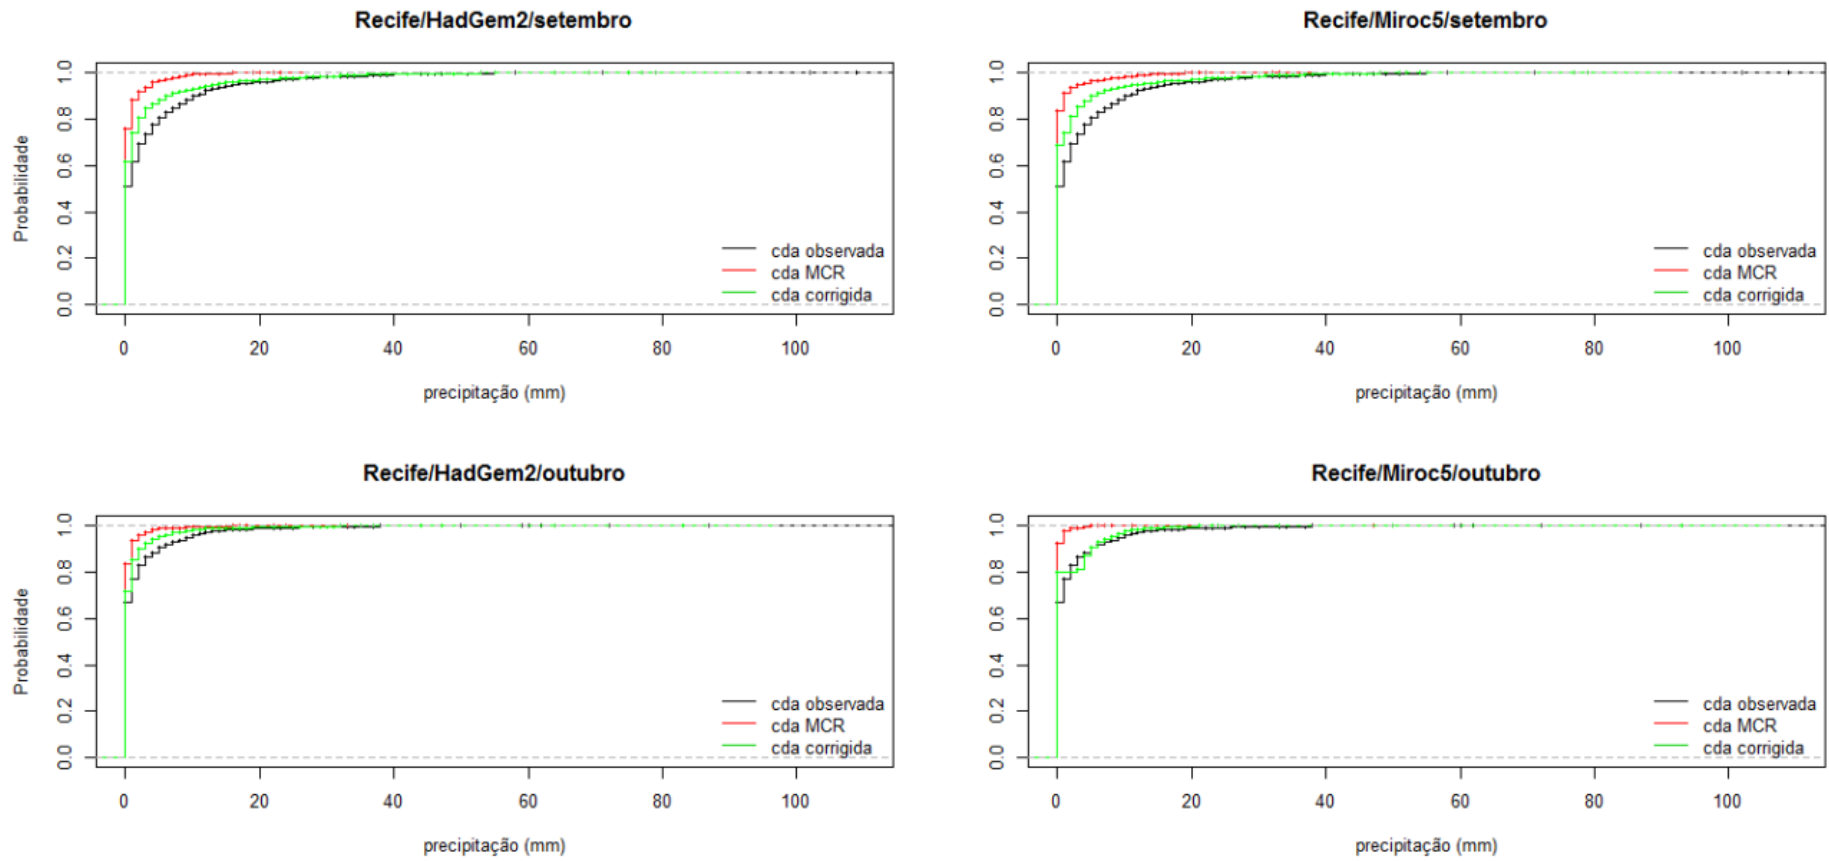 Recife/HadGem2/setembro
Probabilidade
0.0 0.2 0.4 0.6 0.8 1.0
cda observada
cda MCR
cda corrigida
0 20 40 60 80 100
precipitação (mm)
Recife/Miroc5/setembro
0.0 0.2 0.4 0.6 0.8 1.0
cda observada
cda MCR
cda corrigida
0 20 40 60 80 100
precipitação (mm)
Recife/HadGem2/outubro
Probabilidade
0.0 0.2 0.4 0.6 0.8 1.0
cda observada
cda MCR
cda corrigida
0 20 40 60 80 100
precipitação (mm)
Recife/Miroc5/outubro
0.0 0.2 0.4 0.6 0.8 1.0
cda observada
cda MCR
cda corrigida
0 20 40 60 80 100
precipitação (mm)